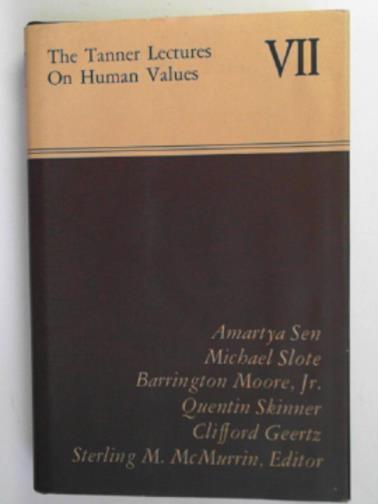 The Tanner Lectures
On Human Values
VII
Amartya Sen
Michael Slote
Barrington Moore, Jr.
Quentin Skinner
Clifford Geertz
Sterling M. McMurrin, Editor